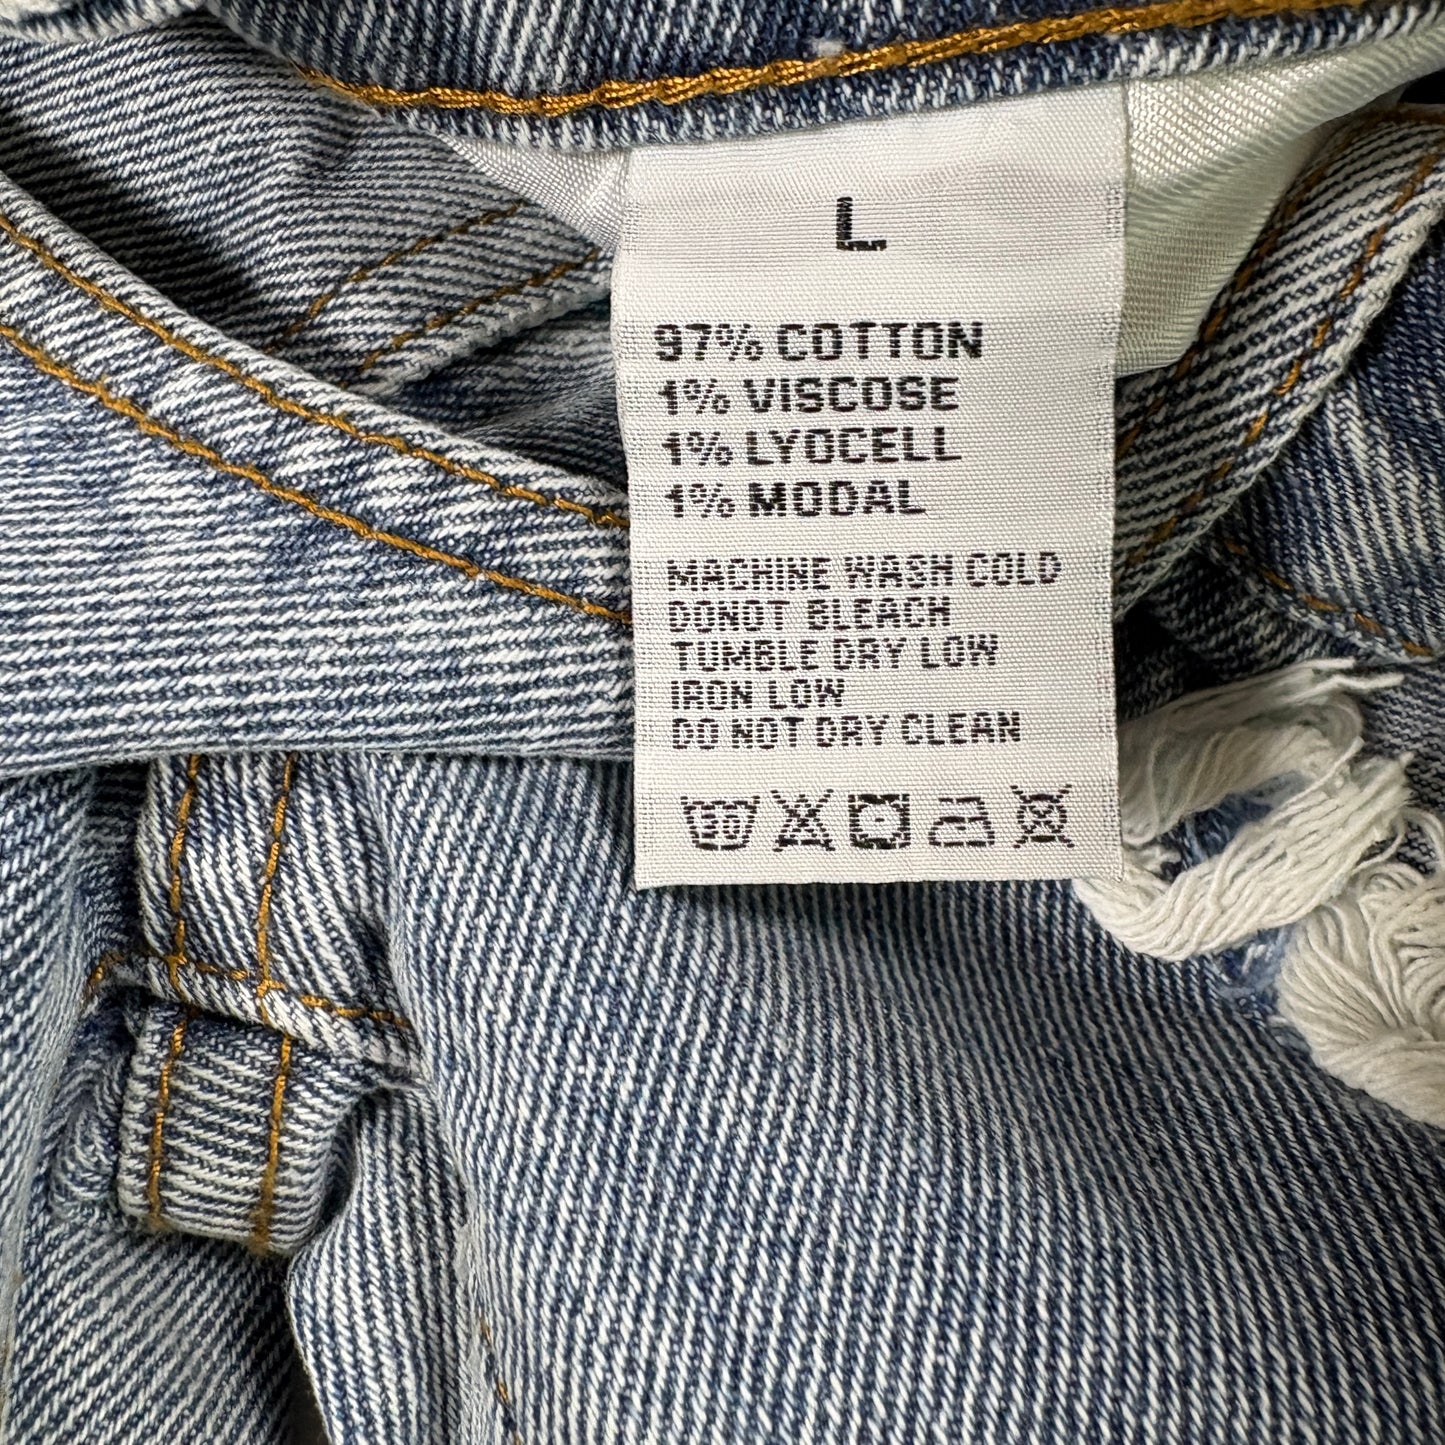 L
97% COTTON
1% VISCOSE
1% LYOCELL
1% MODAL
MACHINE WASH COLD
DONOT BLEACH
TUMBLE DRY LOW
IRON LOW
DO NOT DRY CLEAN
30